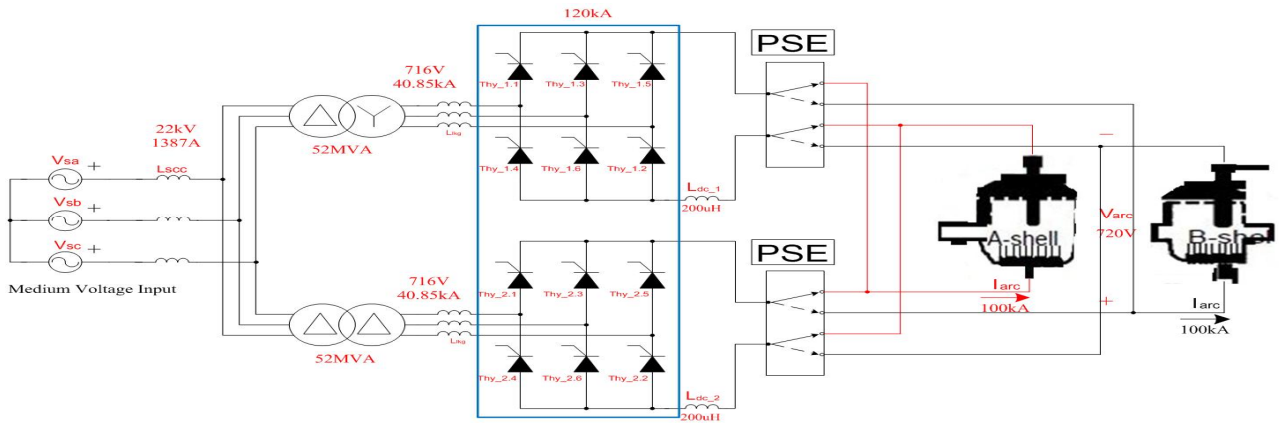 120kA
PSE
716V
40.85kA
Thy_1.1
Thy_1.3
Thy_1.5
22kV
1387A
Lscc
Llkg
52MVA
Vsa
+
Thy_1.4
Thy_1.6
Thy_1.2
Ldc_1
200uH
Vsb
+
Vsc
+
Medium Voltage Input
−
Varc
720V
A-shell
B-shel
PSE
716V
40.85kA
Thy_2.1
Thy_2.3
Thy_2.5
Iarc
100kA
+
Iarc
100kA
Llkg
52MVA
Thy_2.4
Thy_2.6
Thy_2.2
Ldc_2
200uH